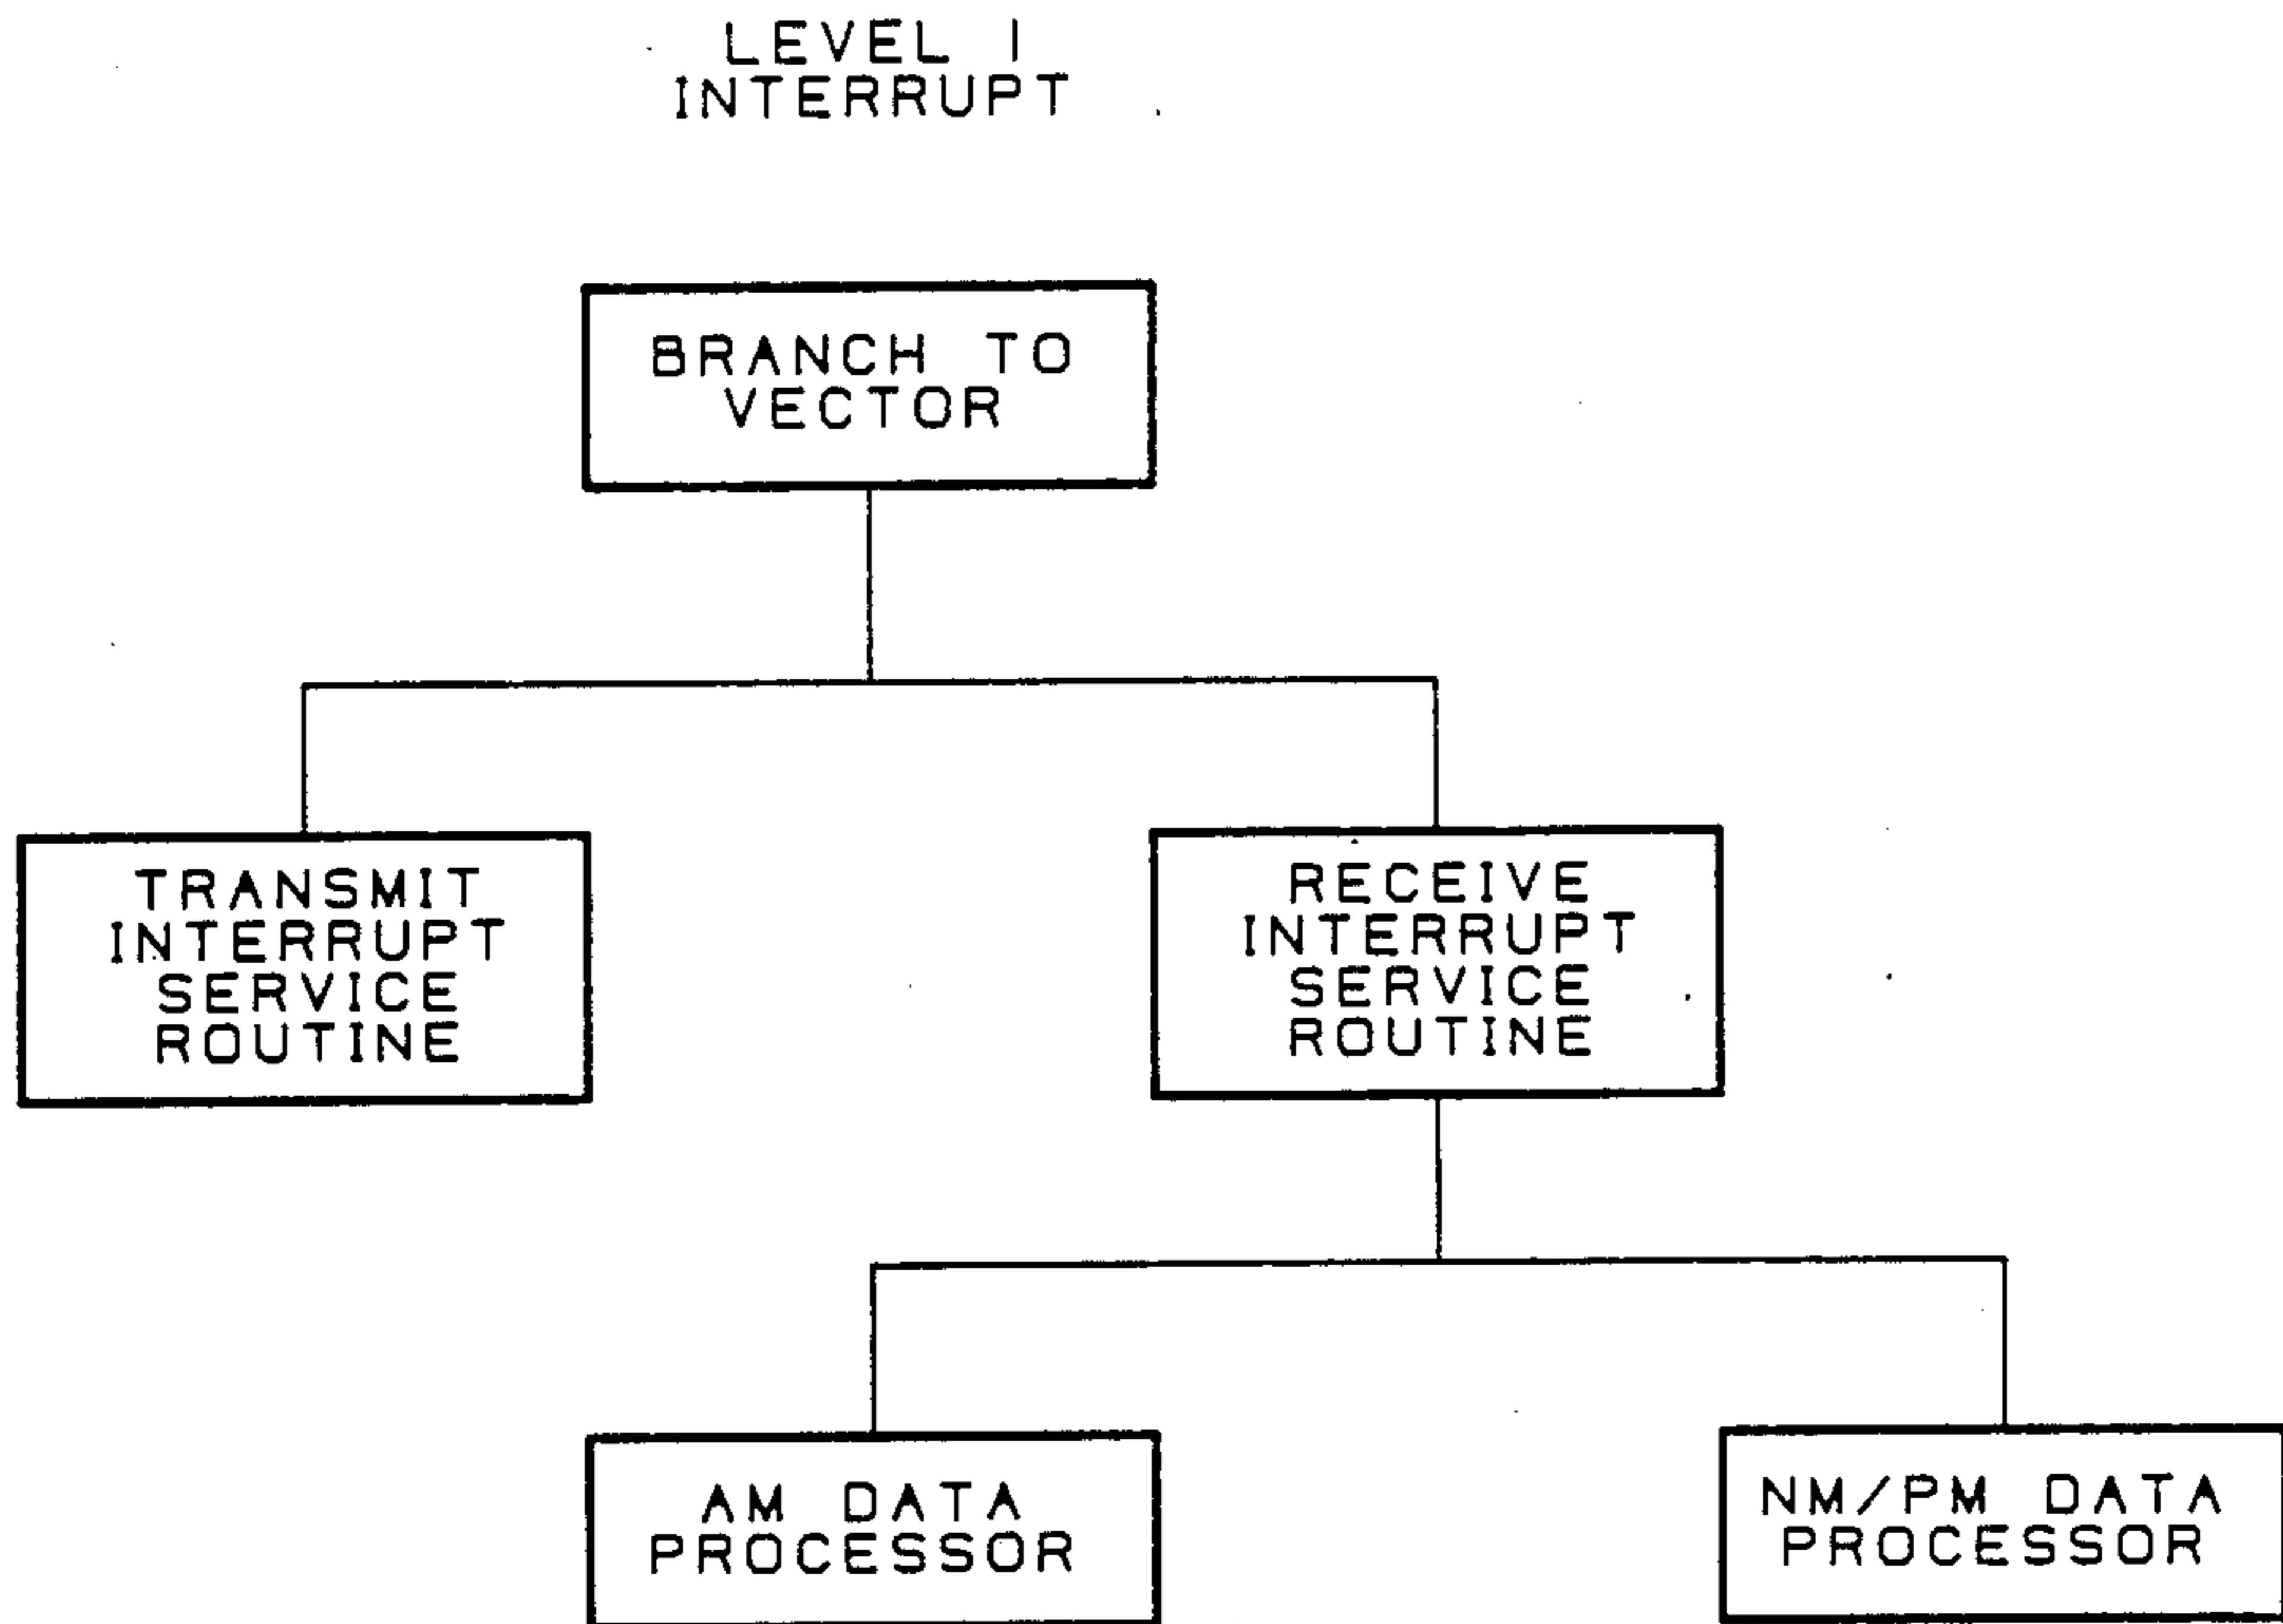 LEVEL 1
INTERRUPT
BRANCH TO
VECTOR
TRANSMIT
INTERRUPT
SERVICE
ROUTINE
RECEIVE
INTERRUPT
SERVICE
ROUTINE
AM DATA
PROCESSOR
NM/PM DATA
PROCESSOR